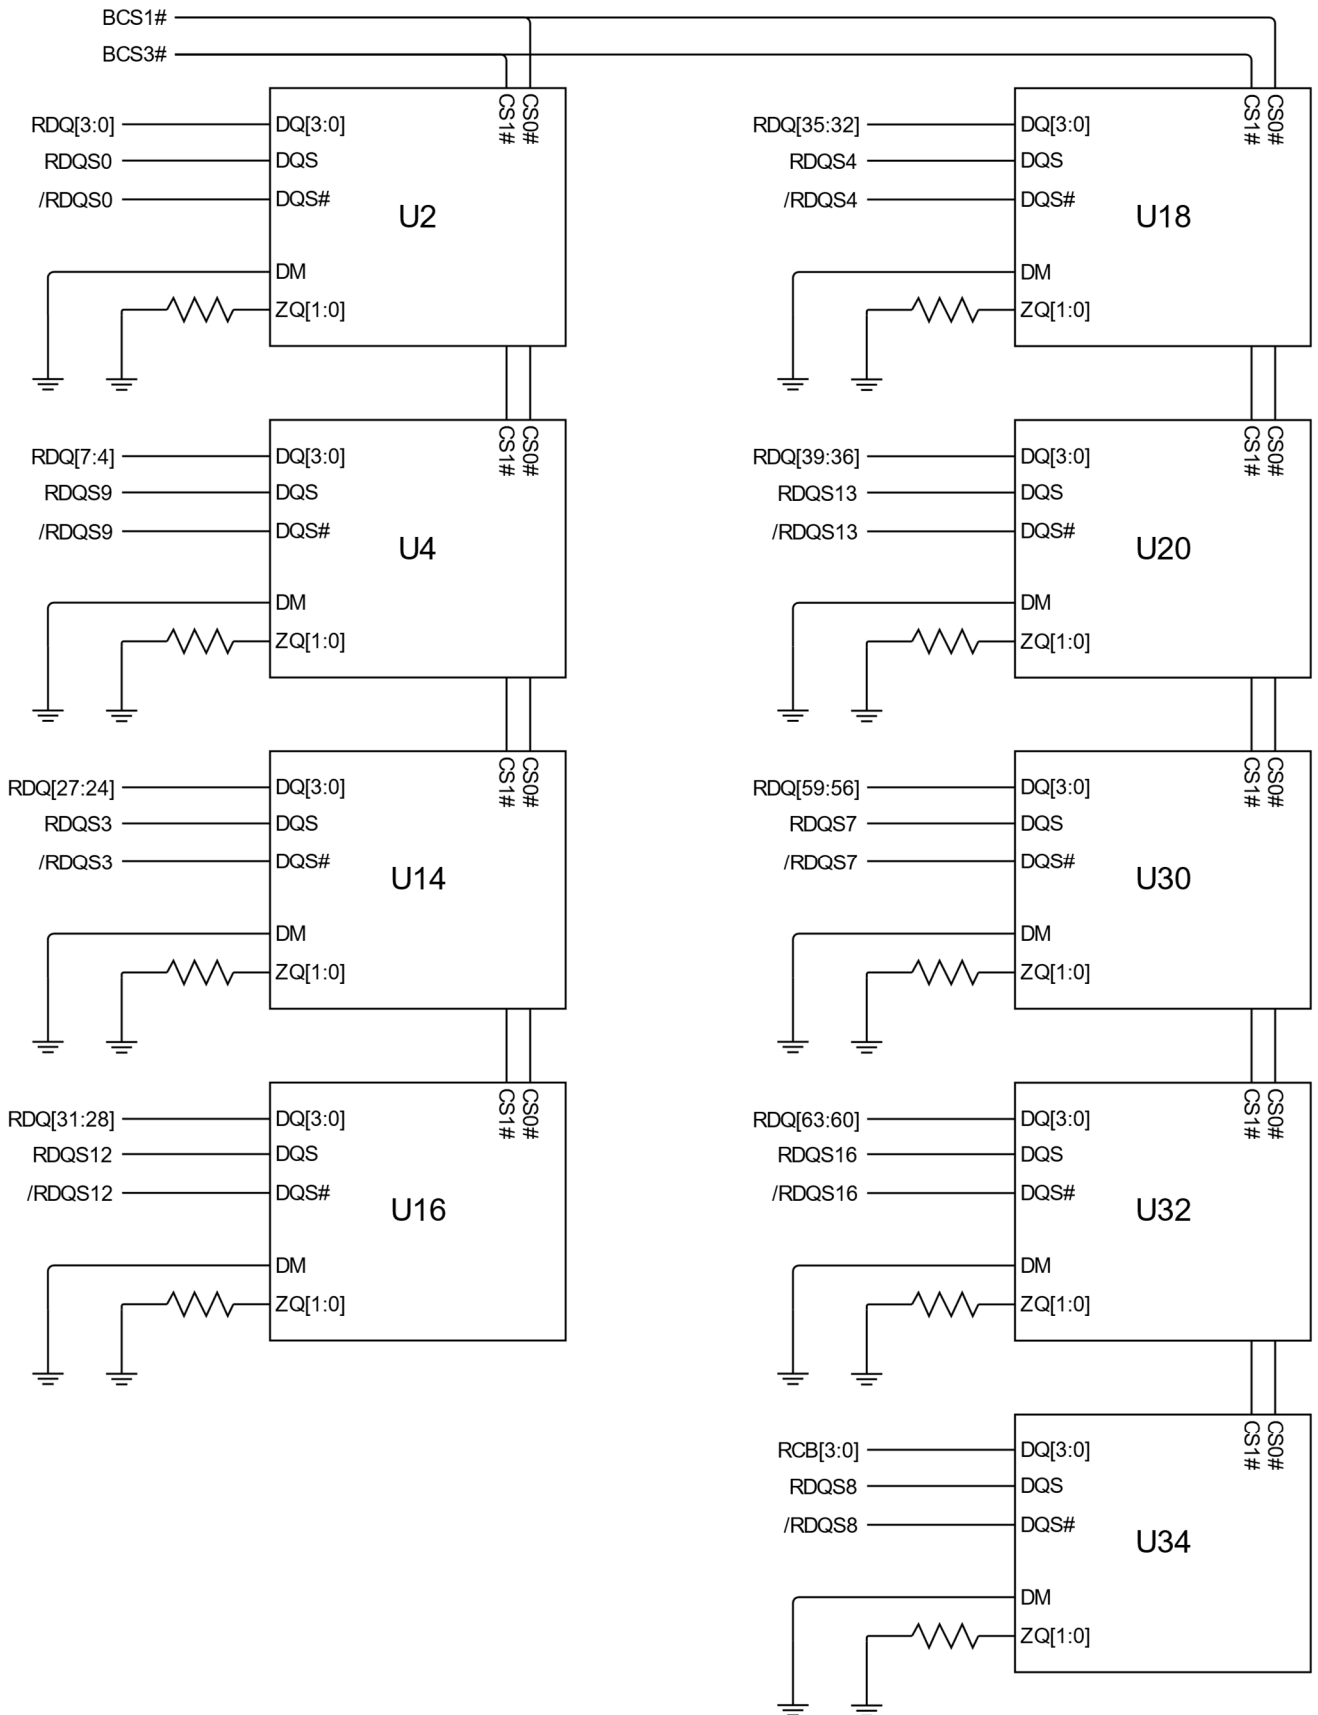 BCS1#
BCS3#
CS1#
CS0#
RDQ[3:0]
DQ[3:0]
RDQS0
DQS
/RDQS0
DQS#
U2
DM
ZQ[1:0]
CS1#
CS0#
RDQ[7:4]
DQ[3:0]
RDQS9
DQS
/RDQS9
DQS#
U4
DM
ZQ[1:0]
CS1#
CS0#
RDQ[27:24]
DQ[3:0]
RDQS3
DQS
/RDQS3
DQS#
U14
DM
ZQ[1:0]
CS1#
CS0#
RDQ[31:28]
DQ[3:0]
RDQS12
DQS
/RDQS12
DQS#
U16
DM
ZQ[1:0]
CS1#
CS0#
RDQ[35:32]
DQ[3:0]
RDQS4
DQS
/RDQS4
DQS#
U18
DM
ZQ[1:0]
CS1#
CS0#
RDQ[39:36]
DQ[3:0]
RDQS13
DQS
/RDQS13
DQS#
U20
DM
ZQ[1:0]
CS1#
CS0#
RDQ[59:56]
DQ[3:0]
RDQS7
DQS
/RDQS7
DQS#
U30
DM
ZQ[1:0]
CS1#
CS0#
RDQ[63:60]
DQ[3:0]
RDQS16
DQS
/RDQS16
DQS#
U32
DM
ZQ[1:0]
CS1#
CS0#
RCB[3:0]
DQ[3:0]
RDQS8
DQS
/RDQS8
DQS#
U34
DM
ZQ[1:0]